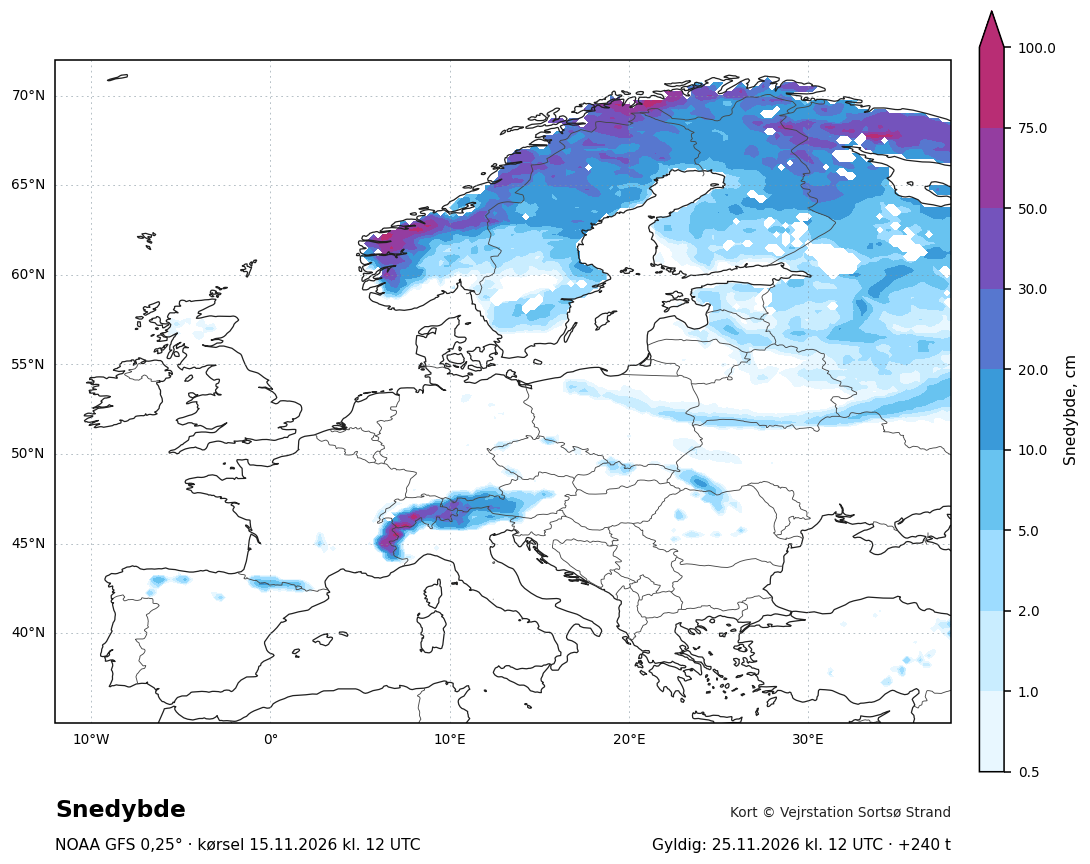 100.0
75.0
50.0
30.0
20.0
10.0
5.0
2.0
1.0
0.5
Snedybde, cm
70°N
65°N
60°N
55°N
50°N
45°N
40°N
10°W 0° 10°E 20°E 30°E
Snedybde
Kort © Vejrstation Sortsø Strand
NOAA GFS 0,25° · kørsel 15.11.2026 kl. 12 UTC
Gyldig: 25.11.2026 kl. 12 UTC · +240 t